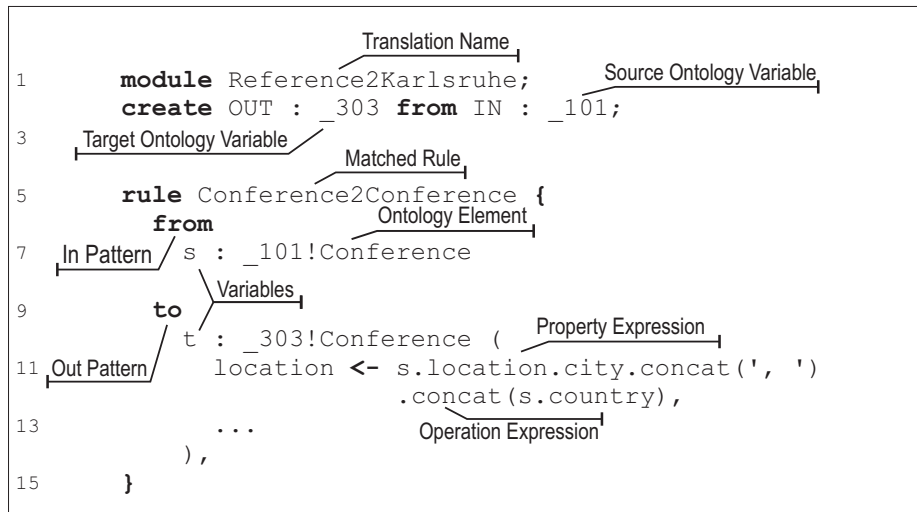 Translation Name
1 module Reference2Karlsruhe;
Source Ontology Variable
create OUT : _303 from IN : _101;
3
Target Ontology Variable
Matched Rule
5 rule Conference2Conference {
from
Ontology Element
7 In Pattern s : _101!Conference
Variables
9 to
t : _303!Conference (
Property Expression
11 Out Pattern location <- s.location.city.concat(', ')
.concat(s.country),
13 ...
Operation Expression
),
15 }